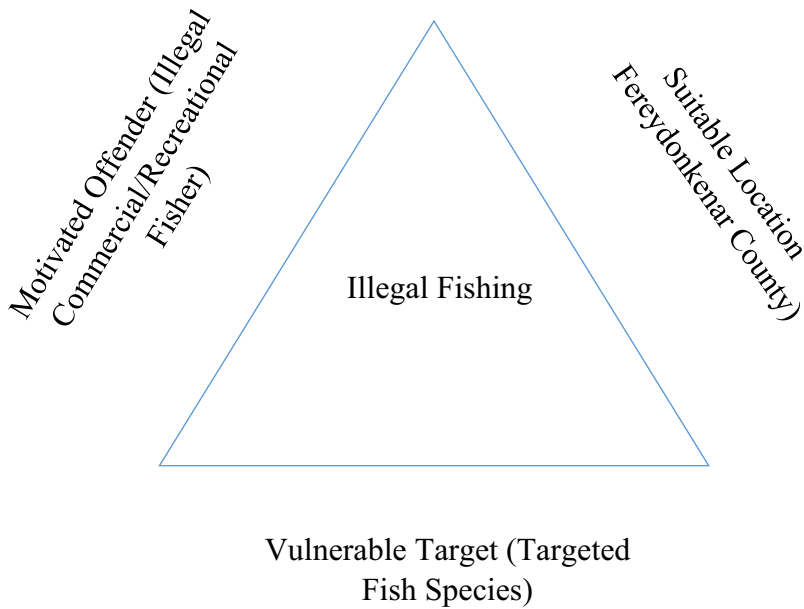 Motivated Offender (Illegal
Commercial/Recreational
Fisher)
Suitable Location
Fereydonkenar County)
Illegal Fishing
Vulnerable Target (Targeted
Fish Species)